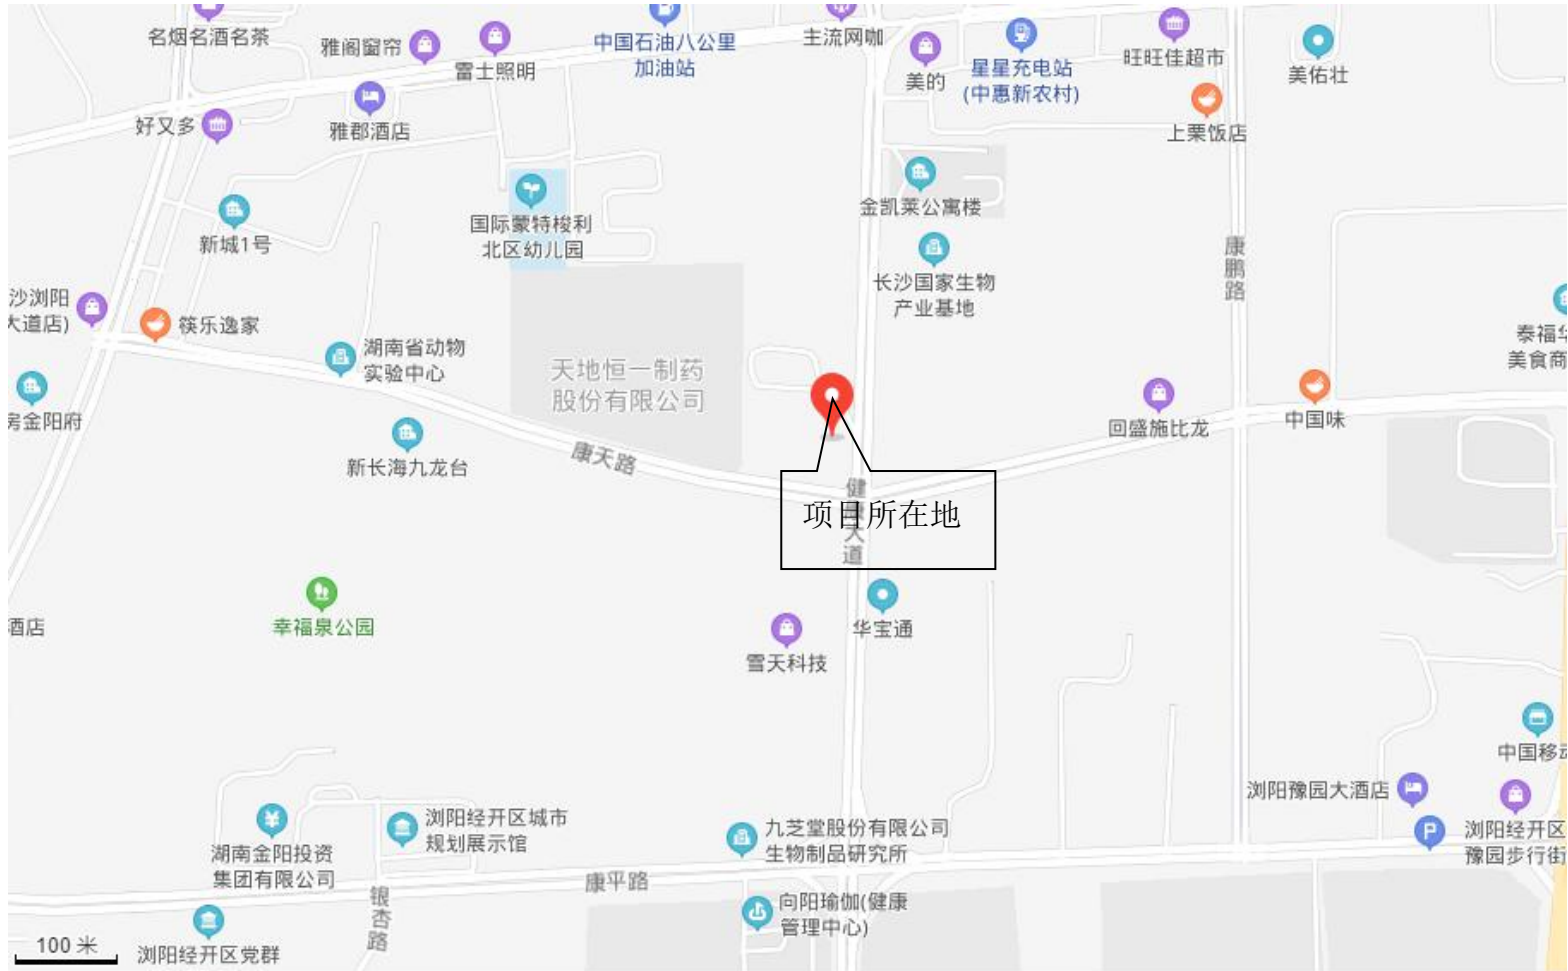 名烟名酒名茶
雅阁窗帘
雷士照明
中国石油八公里
加油站
主流网咖
美的
星星充电站
(中惠新农村)
旺旺佳超市
美佑壮
好又多
雅郡酒店
上栗饭店
国际蒙特梭利
北区幼儿园
金凯莱公寓楼
新城1号
康鹏路
长沙国家生物
产业基地
沙浏阳
大道店)
筷乐逸家
湖南省动物
实验中心
天地恒一制药
股份有限公司
泰福华
美食商
房金阳府
新长海九龙台
康天路
回盛施比龙
中国味
健康大道
项目所在地
幸福泉公园
酒店
华宝通
雪天科技
中国移动
浏阳豫园大酒店
湖南金阳投资
集团有限公司
浏阳经开区城市
规划展示馆
九芝堂股份有限公司
生物制品研究所
P
浏阳经开区
豫园步行街
康平路
银杏路
向阳瑜伽(健康
管理中心)
100 米
浏阳经开区党群